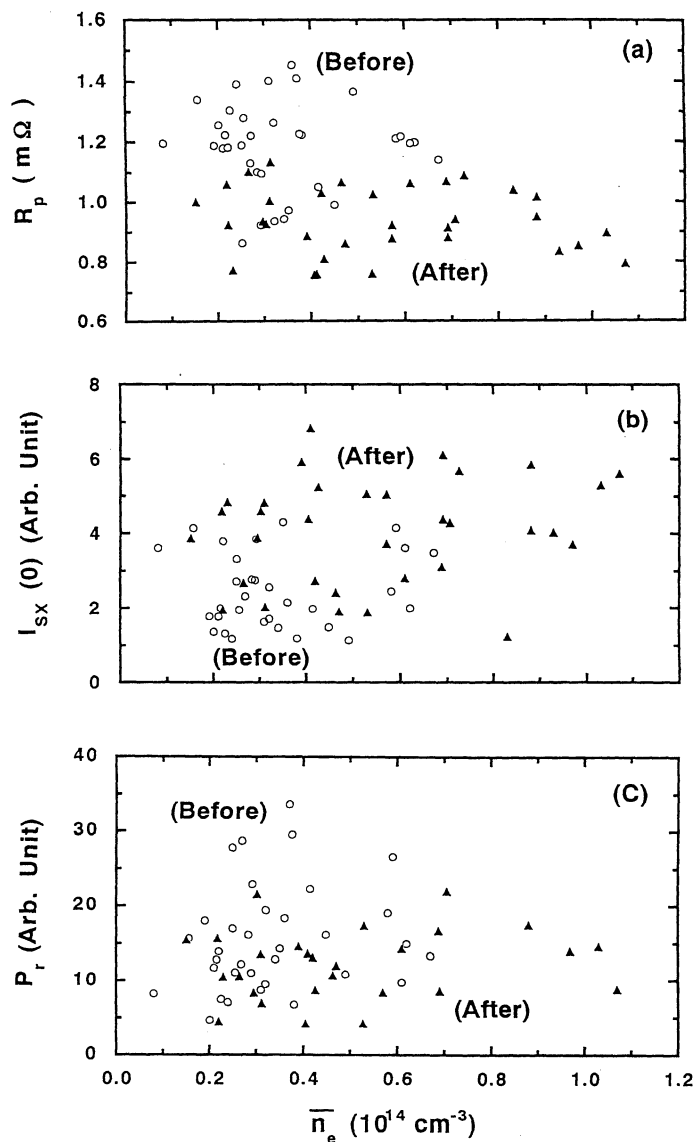 1.6
(a)
(Before)
1.4
1.2
1.0
0.8
(After)
0.6
R_p (mΩ)
8
(b)
(After)
6
4
2
(Before)
0
I_SX (0) (Arb. Unit)
40
(C)
(Before)
30
20
10
(After)
0
P_r (Arb. Unit)
0.0 0.2 0.4 0.6 0.8 1.0 1.2
n̅_e (10^14 cm^-3)